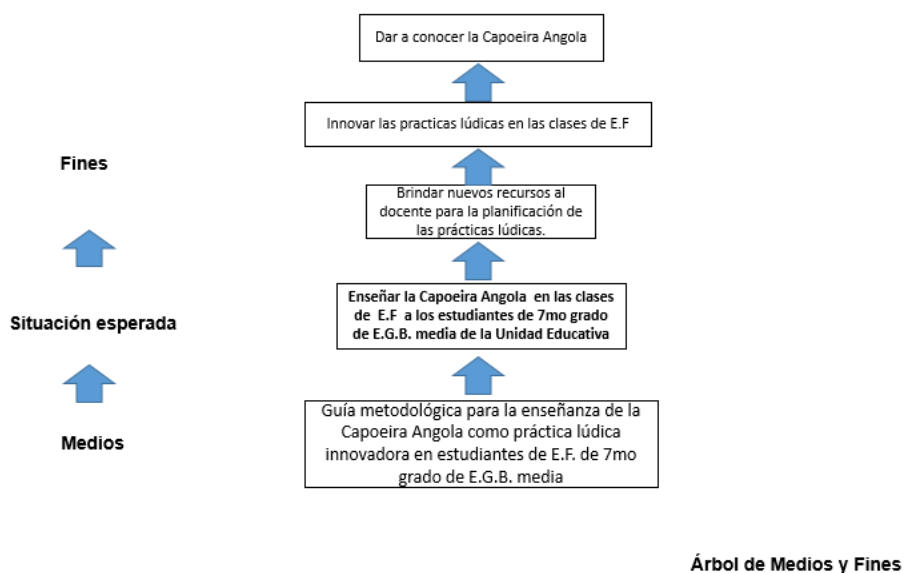 Dar a conocer la Capoeira Angola
Innovar las practicas lúdicas en las clases de E.F
Fines
Brindar nuevos recursos al
docente para la planificación de
las prácticas lúdicas.
Situación esperada
Enseñar la Capoeira Angola en las clases
de E.F a los estudiantes de 7mo grado
de E.G.B. media de la Unidad Educativa
Medios
Guía metodológica para la enseñanza de la
Capoeira Angola como práctica lúdica
innovadora en estudiantes de E.F. de 7mo
grado de E.G.B. media
Árbol de Medios y Fines